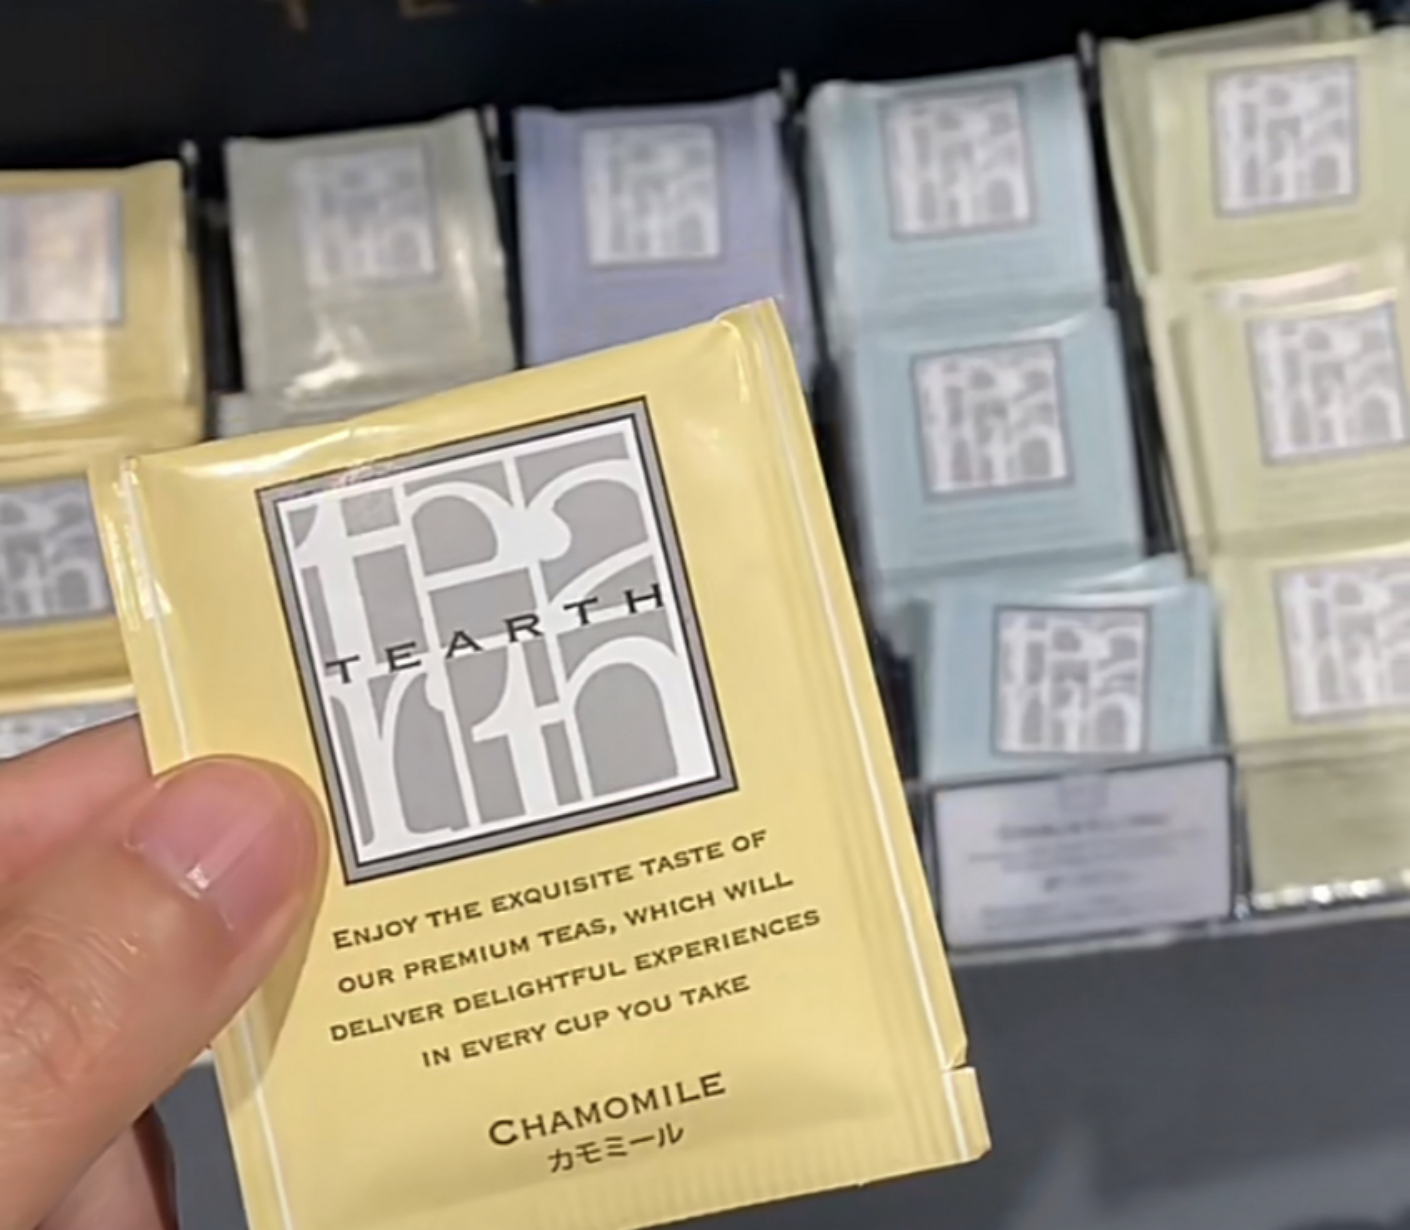 TEARTH
ENJOY THE EXQUISITE TASTE OF
OUR PREMIUM TEAS, WHICH WILL
DELIVER DELIGHTFUL EXPERIENCES
IN EVERY CUP YOU TAKE
CHAMOMILE
カモミール